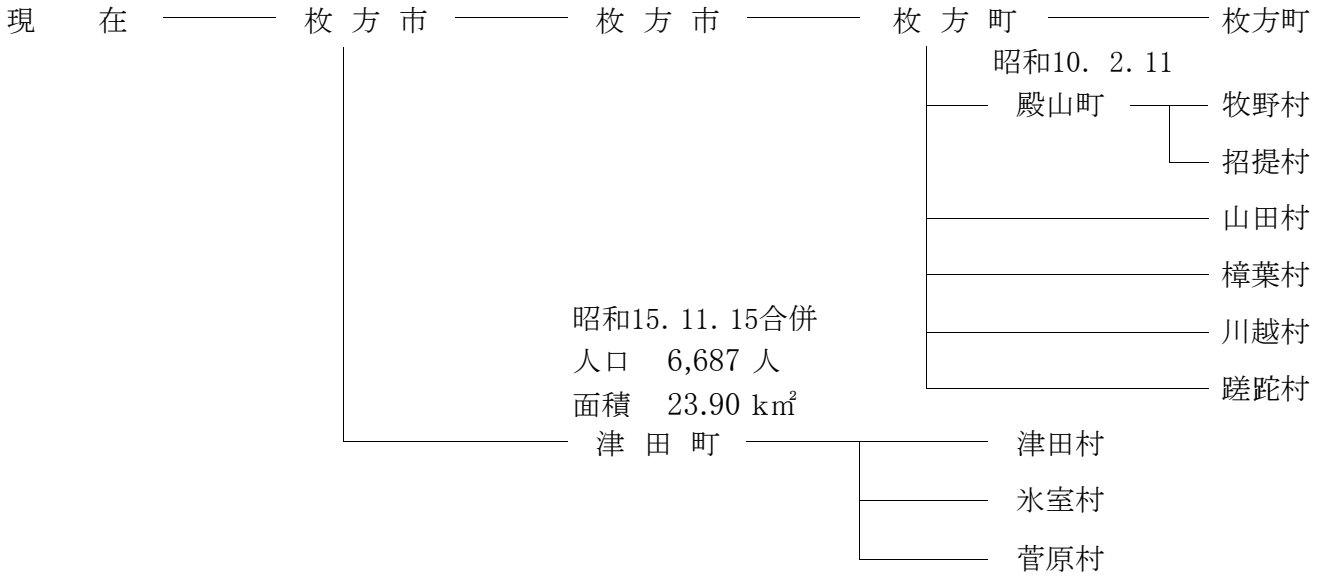 現 在 枚 方 市 枚 方 市 枚 方 町 枚方町
昭和10. 2. 11
殿山町 牧野村
招提村
山田村
樟葉村
昭和15. 11. 15合併
川越村
人口 6,687 人
蹉跎村
面積 23.90 k㎡
津 田 町 津田村
氷室村
菅原村